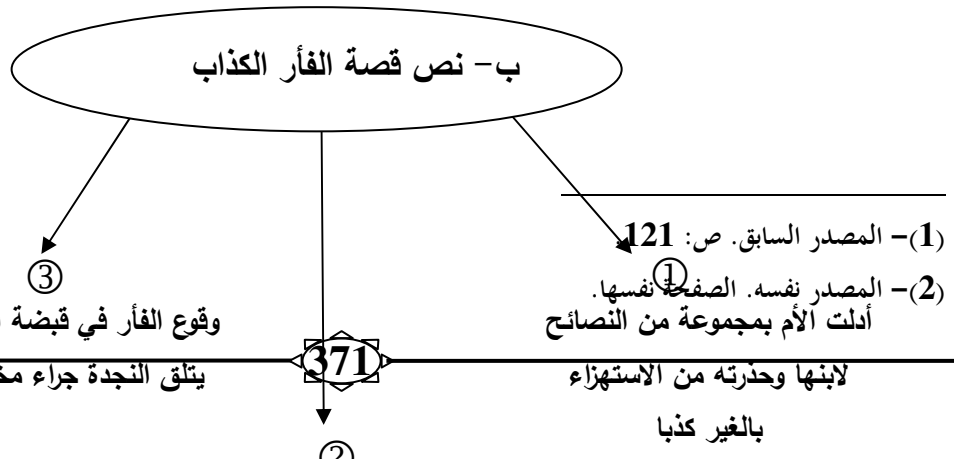 ب- نص قصة الفأر الكذاب
(1)- المصدر السابق. ص: 121.
(2)- المصدر نفسه. الصفحة نفسها.
①
أدلت الأم بمجموعة من النصائح
لابنها وحذرته من الاستهزاء
بالغير كذبا
②
③
وقوع الفأر في قبضة
يتلق النجدة جراء
371